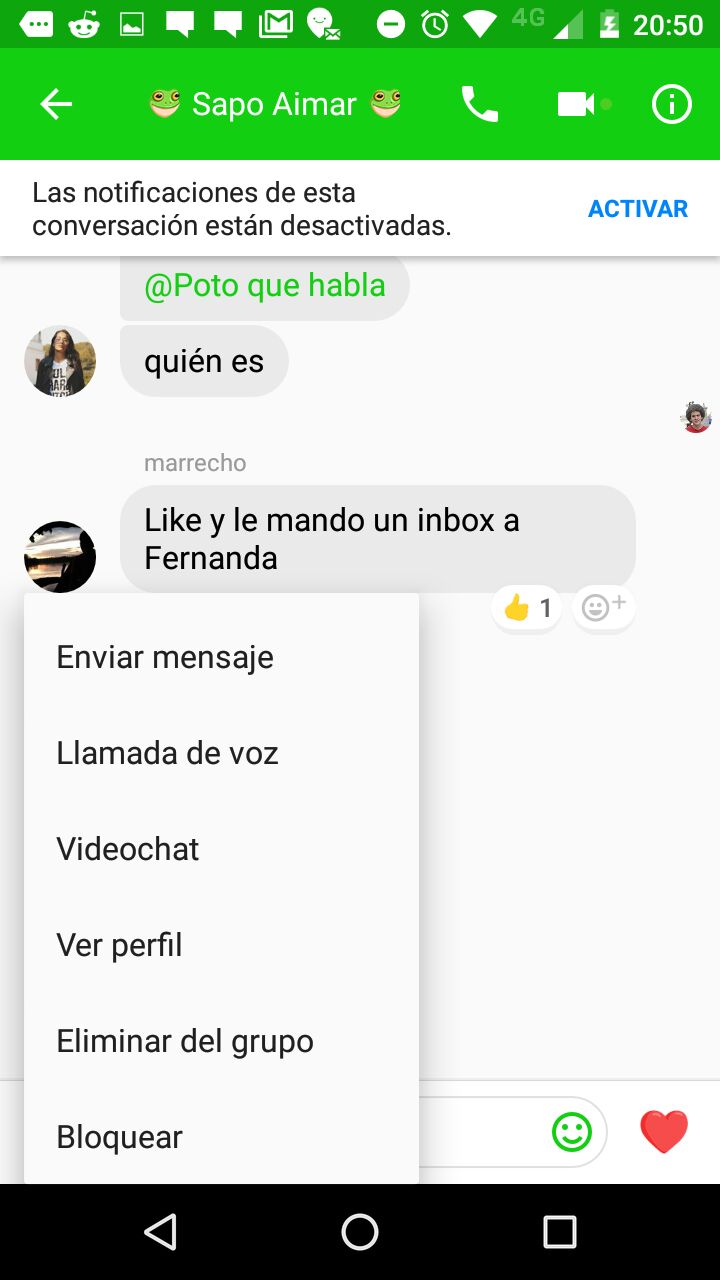 4G 20:50
🐸 Sapo Aimar 🐸
Las notificaciones de esta
conversación están desactivadas.
ACTIVAR
@Poto que habla
quién es
marrecho
Like y le mando un inbox a
Fernanda
👍 1
Enviar mensaje
Llamada de voz
Videochat
Ver perfil
Eliminar del grupo
Bloquear